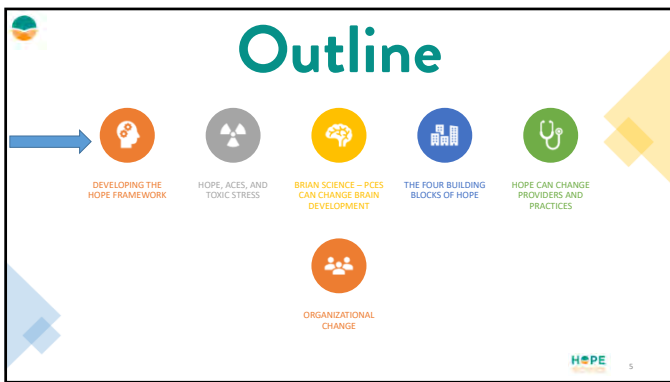 Outline
DEVELOPING THE
HOPE FRAMEWORK
HOPE, ACES, AND
TOXIC STRESS
BRIAN SCIENCE – PCES
CAN CHANGE BRAIN
DEVELOPMENT
THE FOUR BUILDING
BLOCKS OF HOPE
HOPE CAN CHANGE
PROVIDERS AND
PRACTICES
ORGANIZATIONAL
CHANGE
HOPE
5